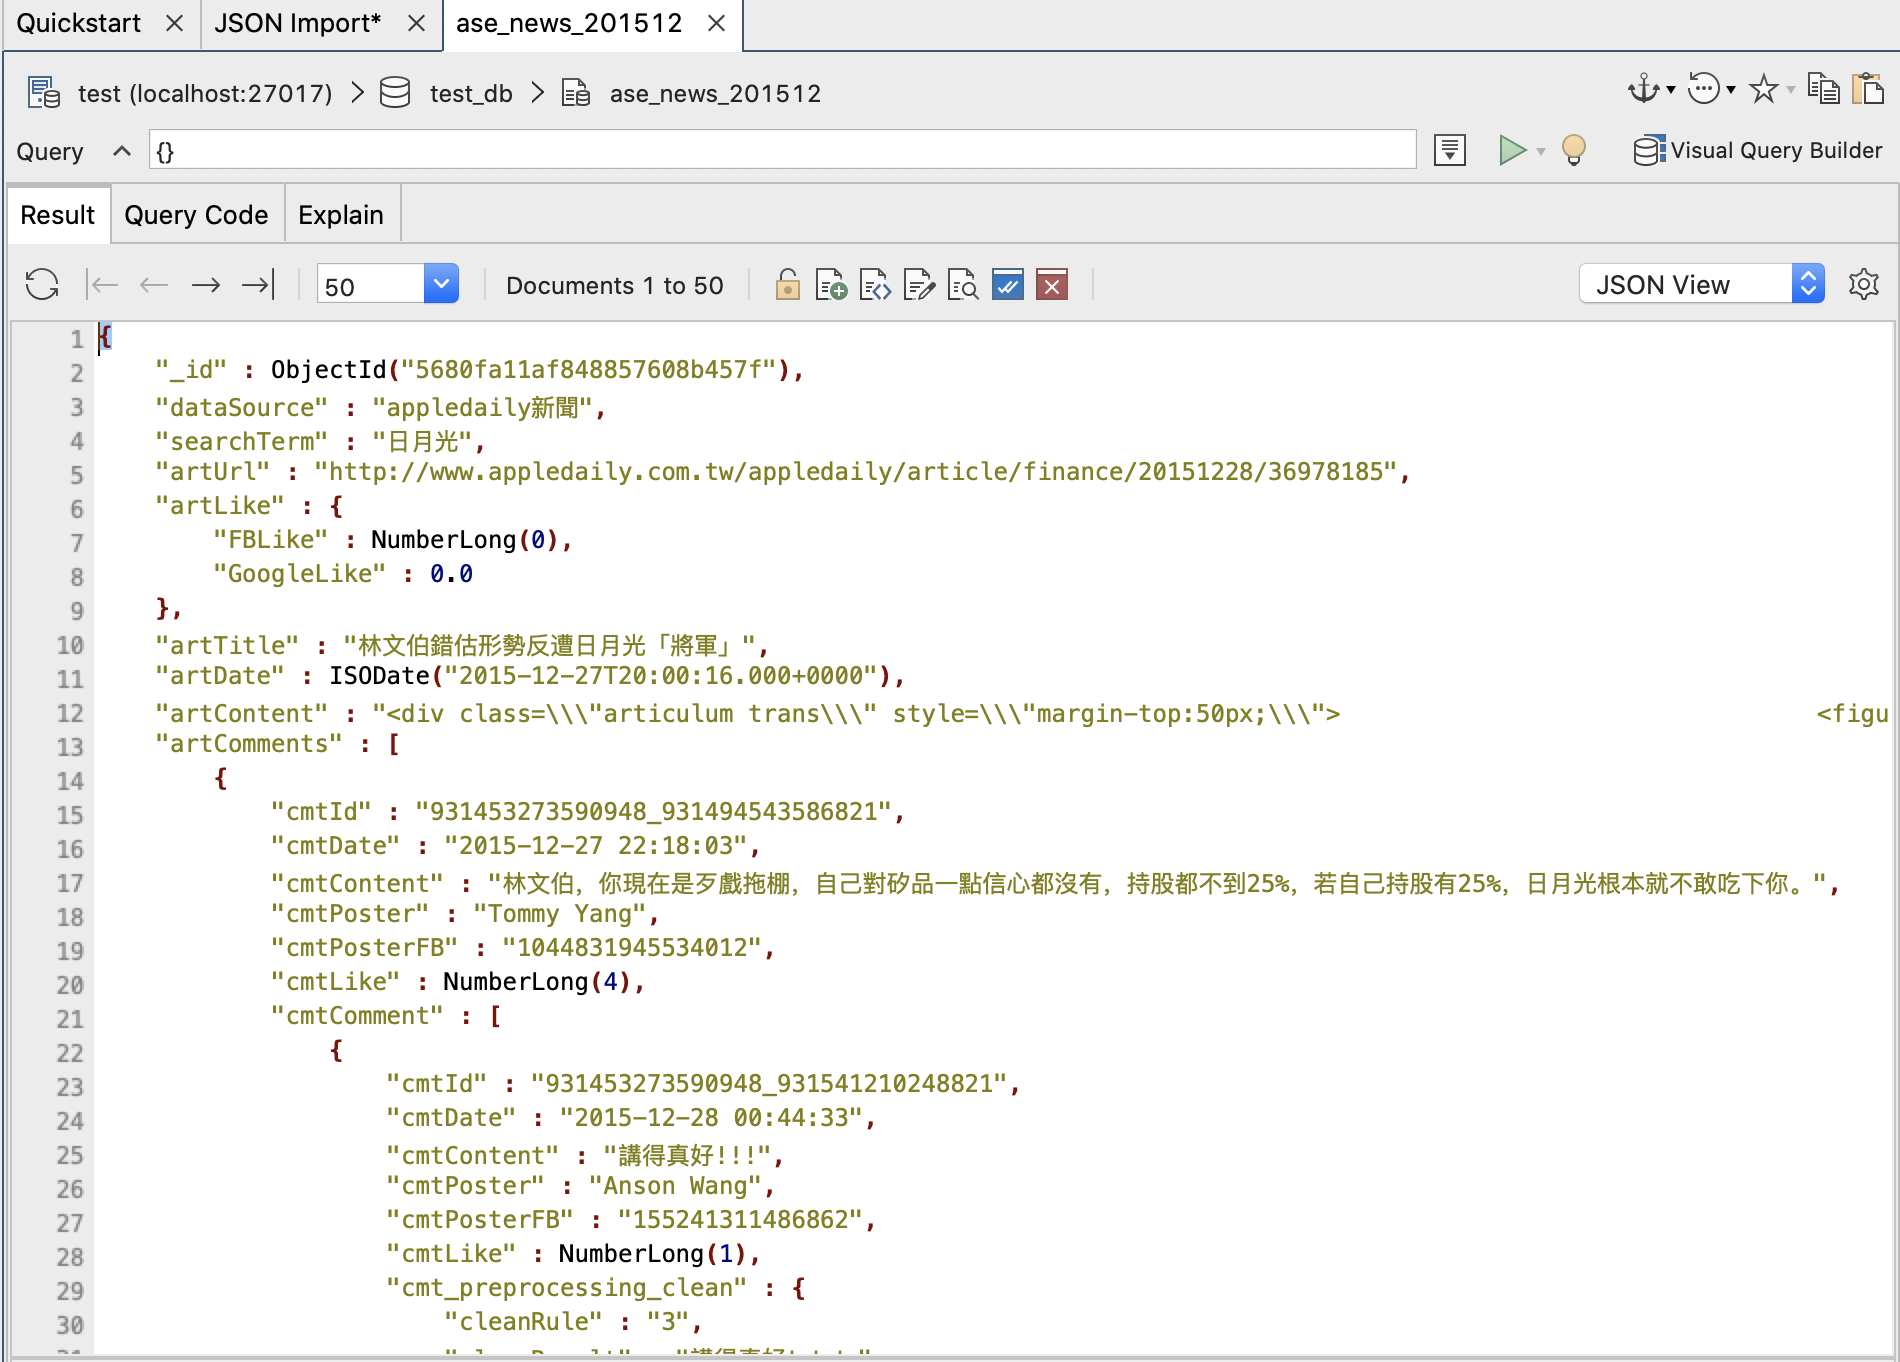 Quickstart JSON Import* ase_news_201512
test (localhost:27017) test_db ase_news_201512
Query {} Visual Query Builder
Result Query Code Explain
50 Documents 1 to 50 JSON View
1 {
2 "_id" : ObjectId("5680fa11af848857608b457f"),
3 "dataSource" : "appledaily新聞",
4 "searchTerm" : "日月光",
5 "artUrl" : "http://www.appledaily.com.tw/appledaily/article/finance/20151228/36978185",
6 "artLike" : {
7 "FBLike" : NumberLong(0),
8 "GoogleLike" : 0.0
9 },
10 "artTitle" : "林文伯錯估形勢反遭日月光「將軍」",
11 "artDate" : ISODate("2015-12-27T20:00:16.000+0000"),
12 "artContent" : "<div class=\\\"articulum trans\\\" style=\\\"margin-top:50px;\\\"> <figu
13 "artComments" : [
14 {
15 "cmtId" : "931453273590948_931494543586821",
16 "cmtDate" : "2015-12-27 22:18:03",
17 "cmtContent" : "林文伯，你現在是歹戲拖棚，自己對矽品一點信心都沒有，持股都不到25%，若自己持股有25%，日月光根本就不敢吃下你。",
18 "cmtPoster" : "Tommy Yang",
19 "cmtPosterFB" : "1044831945534012",
20 "cmtLike" : NumberLong(4),
21 "cmtComment" : [
22 {
23 "cmtId" : "931453273590948_931541210248821",
24 "cmtDate" : "2015-12-28 00:44:33",
25 "cmtContent" : "講得真好!!!",
26 "cmtPoster" : "Anson Wang",
27 "cmtPosterFB" : "155241311486862",
28 "cmtLike" : NumberLong(1),
29 "cmt_preprocessing_clean" : {
30 "cleanRule" : "3",